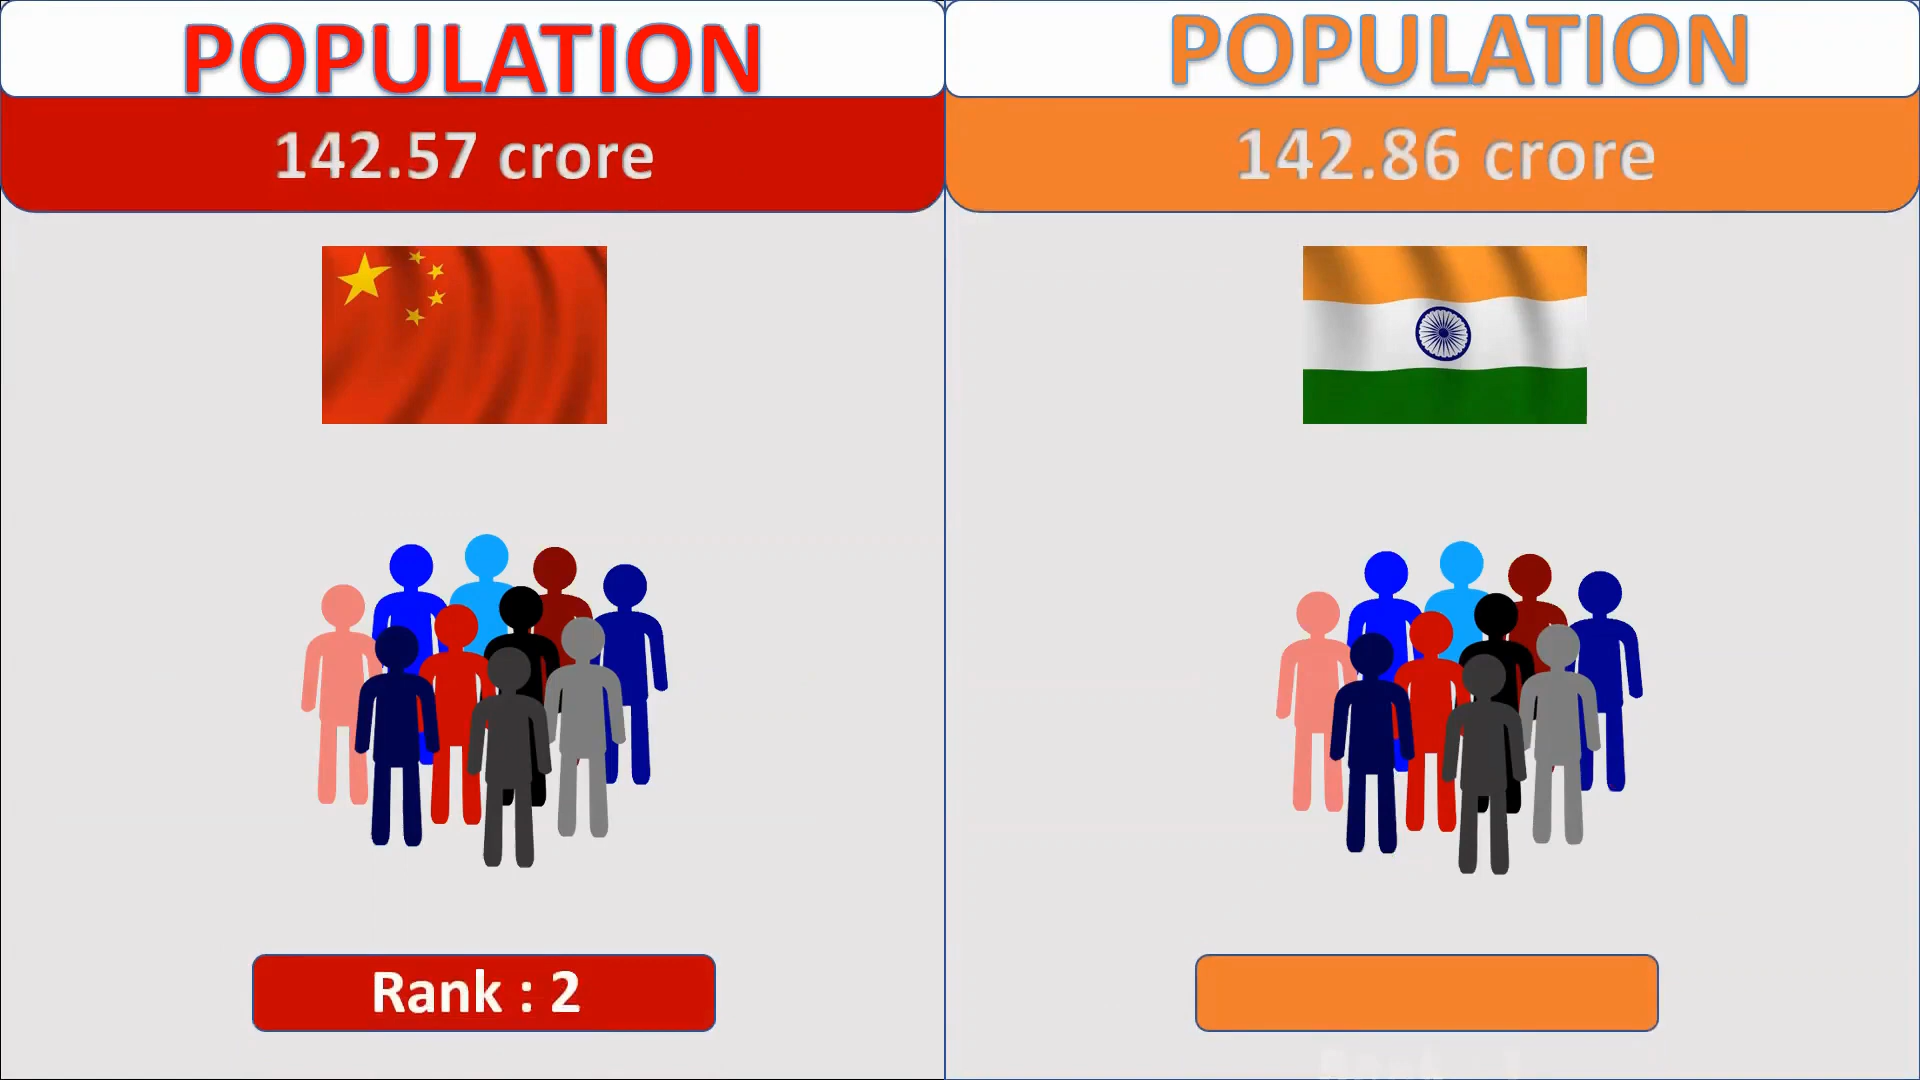 POPULATION
142.57 crore
Rank : 2
POPULATION
142.86 crore